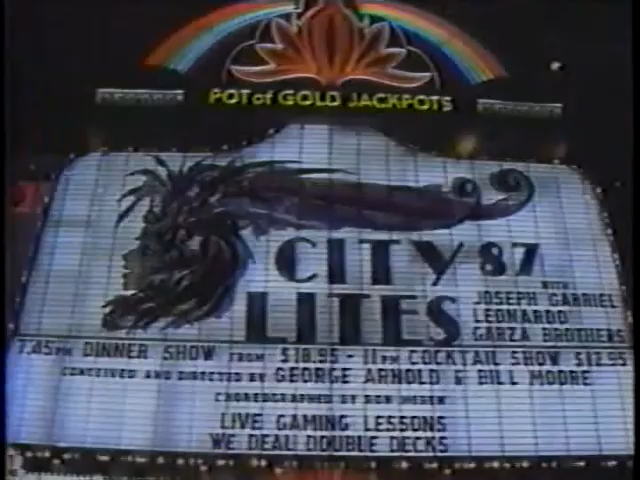 POT of GOLD JACKPOTS
CITY 87
LITES
WITH
JOSEPH GABRIEL
LEONARDO
GARZA BROTHERS
7.45PM DINNER SHOW FROM $18.95 - 11PM COCKTAIL SHOW $12.95
CONCEIVED AND DIRECTED BY GEORGE ARNOLD & BILL MOORE
CHOREOGRAPHED BY
LIVE GAMING LESSONS
WE DEAL! DOUBLE DECKS